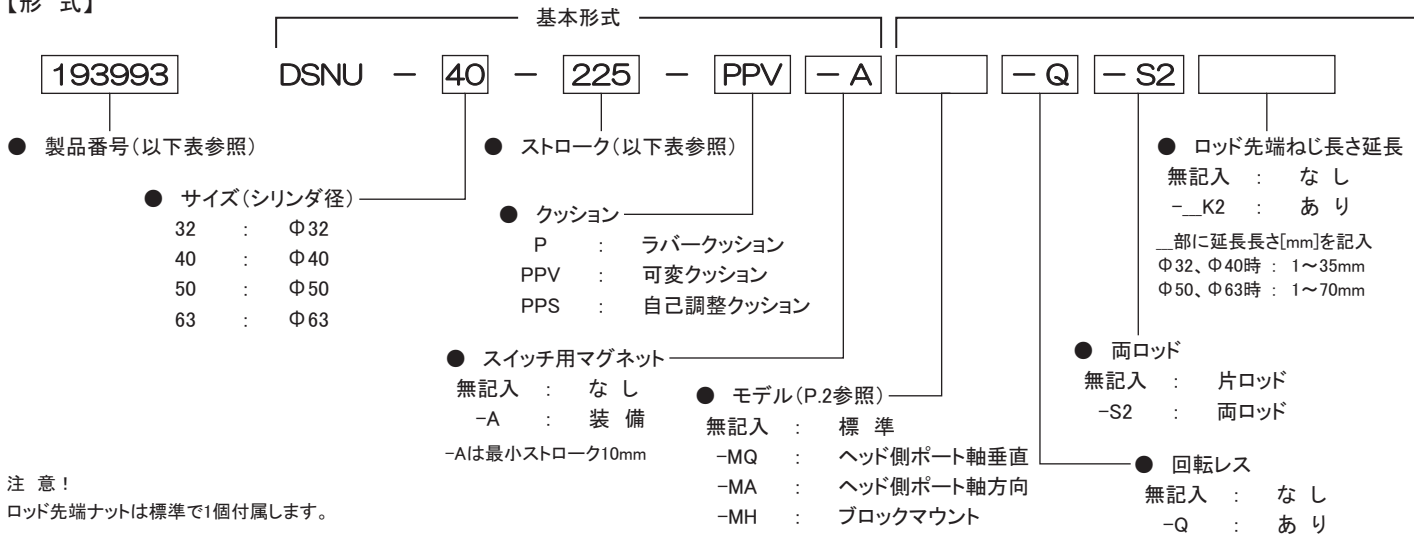 【形 式】
基本形式
193993 DSNU - 40 - 225 - PPV -A -Q -S2
● 製品番号(以下表参照)
● サイズ(シリンダ径)
32 : Φ32
40 : Φ40
50 : Φ50
63 : Φ63
● ストローク(以下表参照)
● クッション
P : ラバークッション
PPV : 可変クッション
PPS : 自己調整クッション
● スイッチ用マグネット
無記入 : な し
-A : 装 備
-Aは最小ストローク10mm
● モデル(P.2参照)
無記入 : 標 準
-MQ : ヘッド側ポート軸垂直
-MA : ヘッド側ポート軸方向
-MH : ブロックマウント
● ロッド先端ねじ長さ延長
無記入 : な し
-__K2 : あ り
__部に延長長さ[mm]を記入
Φ32、Φ40時 : 1~35mm
Φ50、Φ63時 : 1~70mm
● 両ロッド
無記入 : 片ロッド
-S2 : 両ロッド
● 回転レス
無記入 : な し
-Q : あ り
注 意!
ロッド先端ナットは標準で1個付属します。